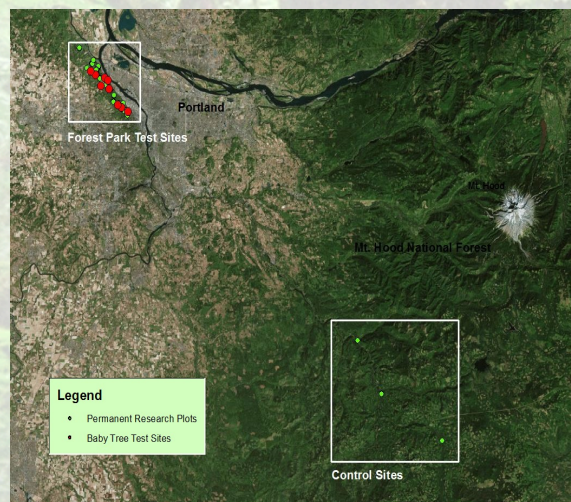 Portland
Forest Park Test Sites
Mt. Hood
Mt. Hood National Forest
Legend
Permanent Research Plots
Baby Tree Test Sites
Control Sites